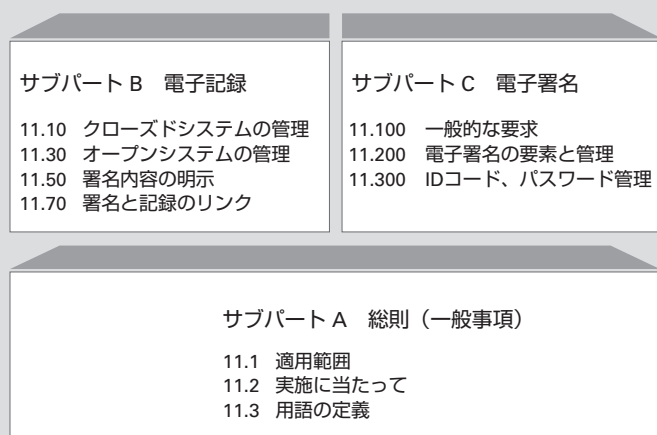 サブパート B　電子記録
11.10　クローズドシステムの管理
11.30　オープンシステムの管理
11.50　署名内容の明示
11.70　署名と記録のリンク
サブパート C　電子署名
11.100　一般的な要求
11.200　電子署名の要素と管理
11.300　IDコード、パスワード管理
サブパート A　総則（一般事項）
11.1　適用範囲
11.2　実施に当たって
11.3　用語の定義